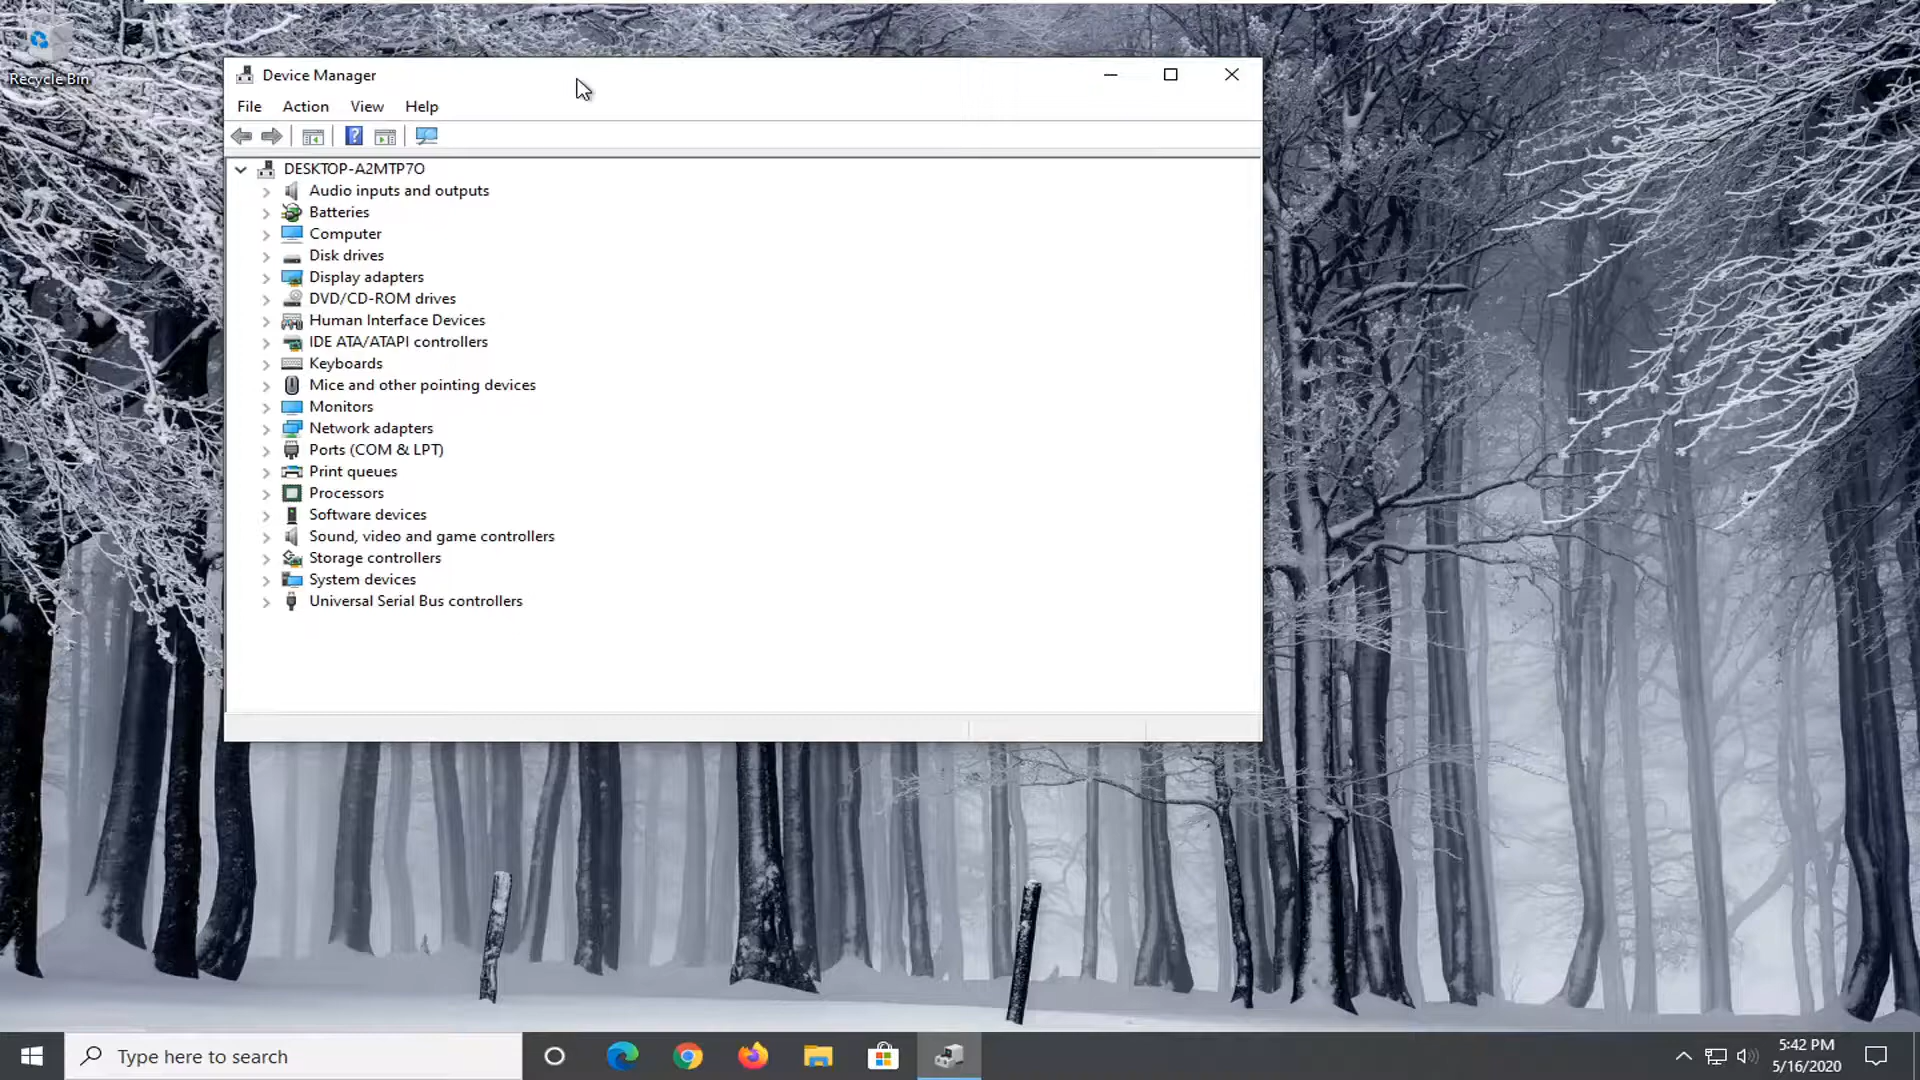 Recycle Bin
Device Manager
File Action View Help
DESKTOP-A2MTP7O
Audio inputs and outputs
Batteries
Computer
Disk drives
Display adapters
DVD/CD-ROM drives
Human Interface Devices
IDE ATA/ATAPI controllers
Keyboards
Mice and other pointing devices
Monitors
Network adapters
Ports (COM & LPT)
Print queues
Processors
Software devices
Sound, video and game controllers
Storage controllers
System devices
Universal Serial Bus controllers
Type here to search
5:42 PM
5/16/2020